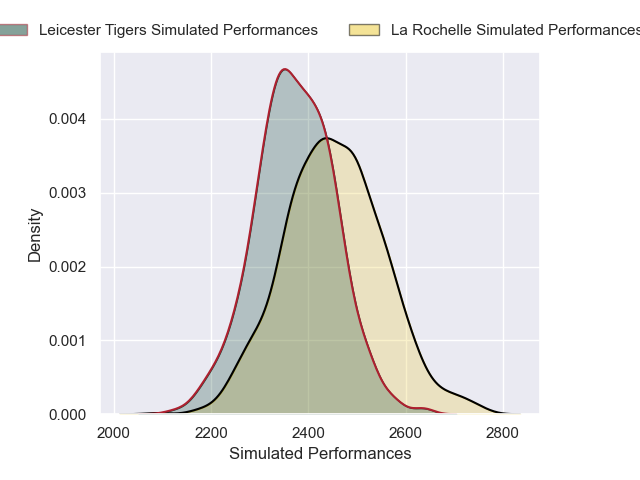 Leicester Tigers Simulated Performances La Rochelle Simulated Performances
0.004
0.003
0.002
0.001
0.000
Density
2000 2200 2400 2600 2800
Simulated Performances